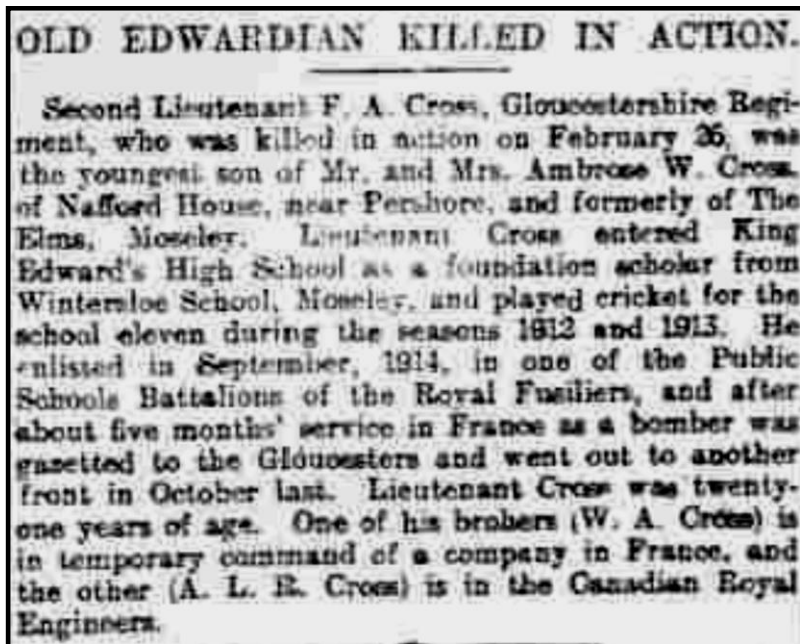 OLD EDWARDIAN KILLED IN ACTION.
Second Lieutenant F. A. Cross, Gloucestershire Regi-
ment, who was killed in action on February 26, was
the youngest son of Mr. and Mrs. Ambrose W. Cross,
of Nafford House, near Pershore, and formerly of The
Elms, Moseley. Lieutenant Cross entered King
Edward's High School as a foundation scholar from
Wintersloe School, Moseley, and played cricket for the
school eleven during the seasons 1912 and 1913. He
enlisted in September, 1914, in one of the Public
Schools Battalions of the Royal Fusiliers, and after
about five months' service in France as a bomber was
gazetted to the Gloucesters and went out to another
front in October last. Lieutenant Cross was twenty-
one years of age. One of his brohers (W. A. Cross) is
in temporary command of a company in France, and
the other (A. L. R. Cross) is in the Canadian Royal
Engineers.